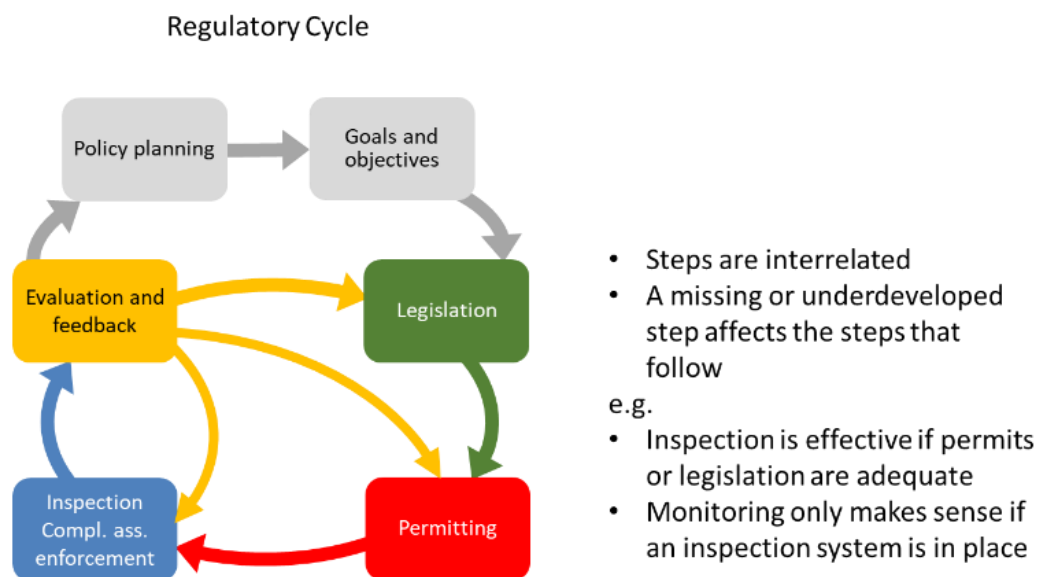 Regulatory Cycle
Policy planning
Goals and
objectives
Evaluation and
feedback
Legislation
Inspection
Compl. ass.
enforcement
Permitting
• Steps are interrelated
• A missing or underdeveloped
step affects the steps that
follow
e.g.
• Inspection is effective if permits
or legislation are adequate
• Monitoring only makes sense if
an inspection system is in place